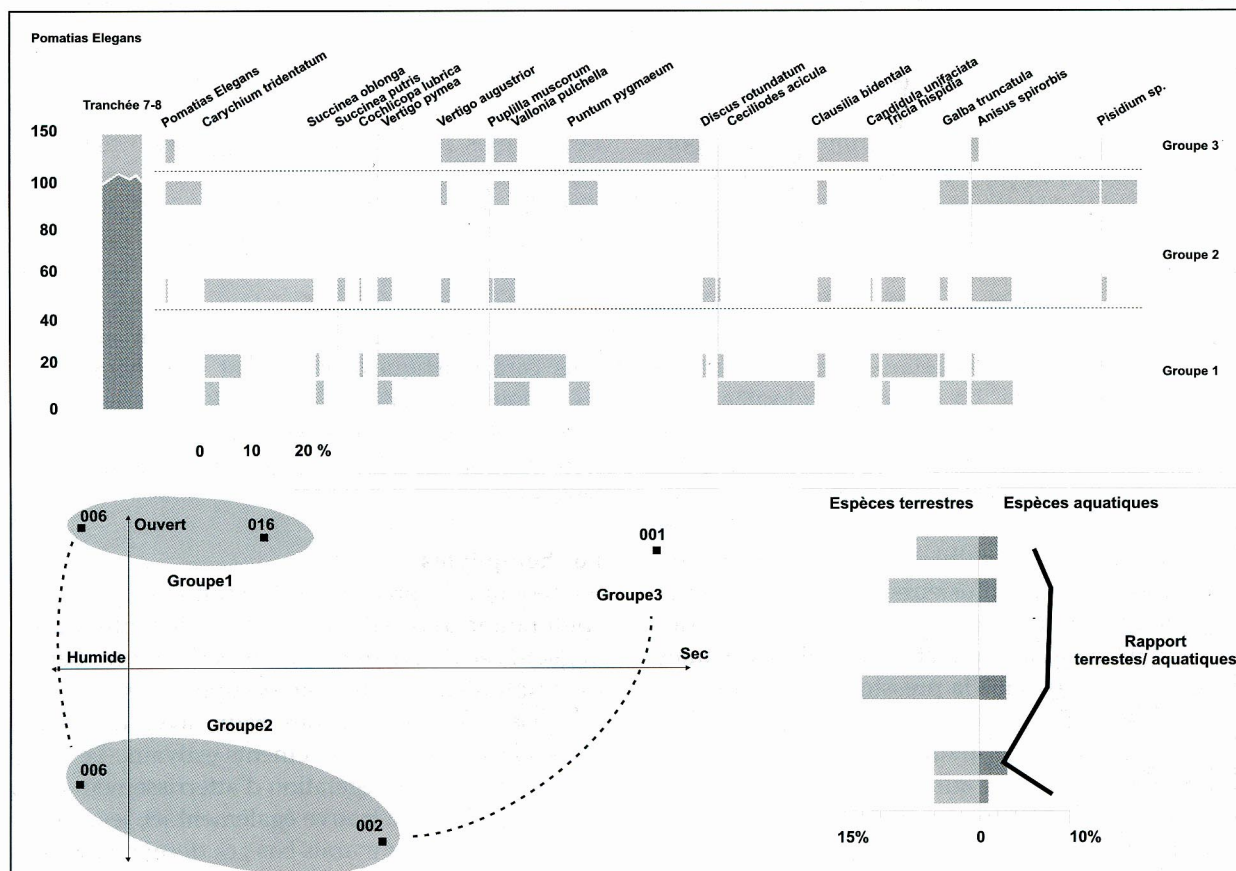 Pomatias Elegans
Tranchée 7-8
Pomatias Elegans
Carychium tridentatum
Succinea oblonga
Succinea putris
Cochlicopa lubrica
Vertigo pymea
Vertigo augustrior
Puplilla muscorum
Vallonia pulchella
Puntum pygmaeum
Discus rotundatum
Ceciliodes acicula
Clausilia bidentala
Candidula unifaciata
Tricia hispidia
Galba truncatula
Anisus spirorbis
Pisidium sp.
150
100
80
60
40
20
0
Groupe 3
Groupe 2
Groupe 1
0 10 20 %
006
Ouvert
016
Groupe1
001
Groupe3
Humide
Sec
Groupe2
006
002
Espèces terrestres Espèces aquatiques
Rapport
terrestes/ aquatiques
15% 0 10%